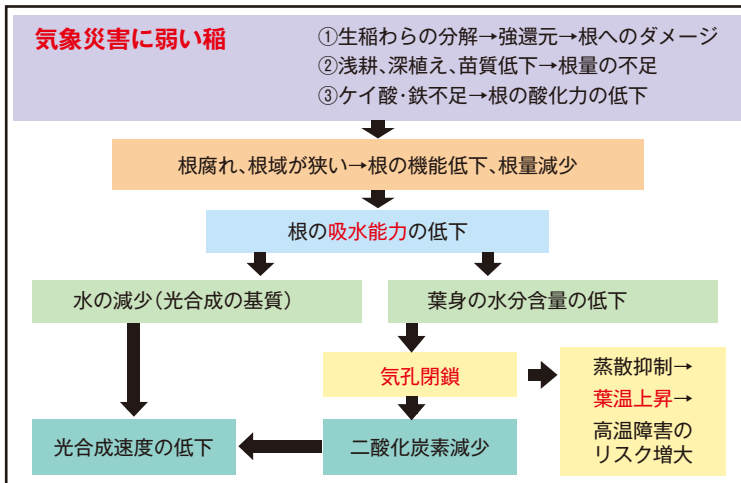 気象災害に弱い稲
①生稲わらの分解→強還元→根へのダメージ
②浅耕、深植え、苗質低下→根量の不足
③ケイ酸・鉄不足→根の酸化力の低下
根腐れ、根域が狭い→根の機能低下、根量減少
根の吸水能力の低下
水の減少(光合成の基質)
葉身の水分含量の低下
気孔閉鎖
蒸散抑制→
葉温上昇→
高温障害の
リスク増大
光合成速度の低下
二酸化炭素減少